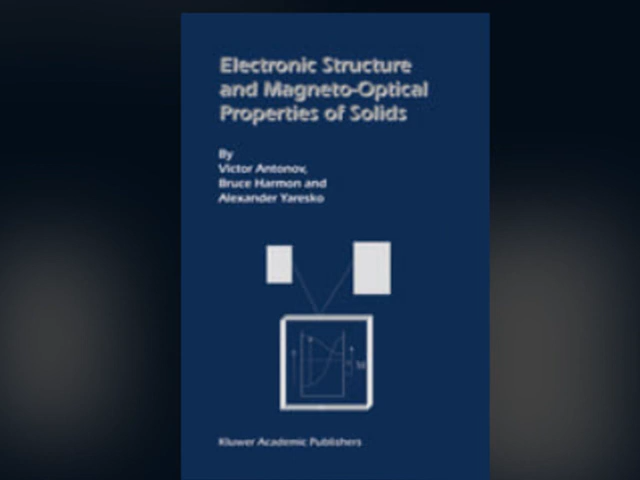 Electronic Structure
and Magneto-Optical
Properties of Solids
By
Victor Antonov,
Bruce Harmon and
Alexander Yaresko
M
Kluwer Academic Publishers